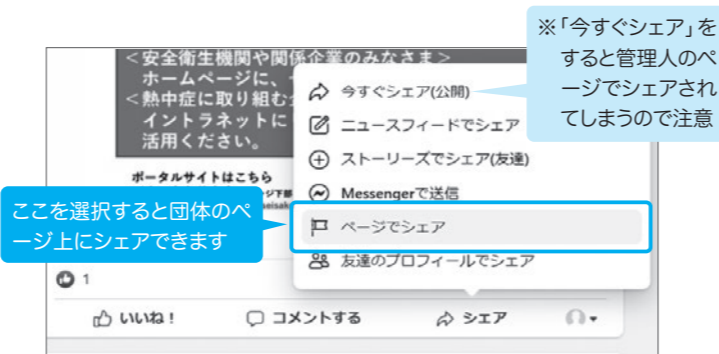 ※「今すぐシェア」を
すると管理人のペ
ージでシェアされ
てしまうので注意
<安全衛生機関や関係企業のみなさま>
ホームページに、
<熱中症に取り組む
イントラネットに
活用ください。
ポータルサイトはこちら
ージ下部
seisak
今すぐシェア(公開)
ニュースフィードでシェア
ストーリーズでシェア(友達)
Messengerで送信
ページでシェア
友達のプロフィールでシェア
ここを選択すると団体のペ
ージ上にシェアできます
1
いいね!
コメントする
シェア